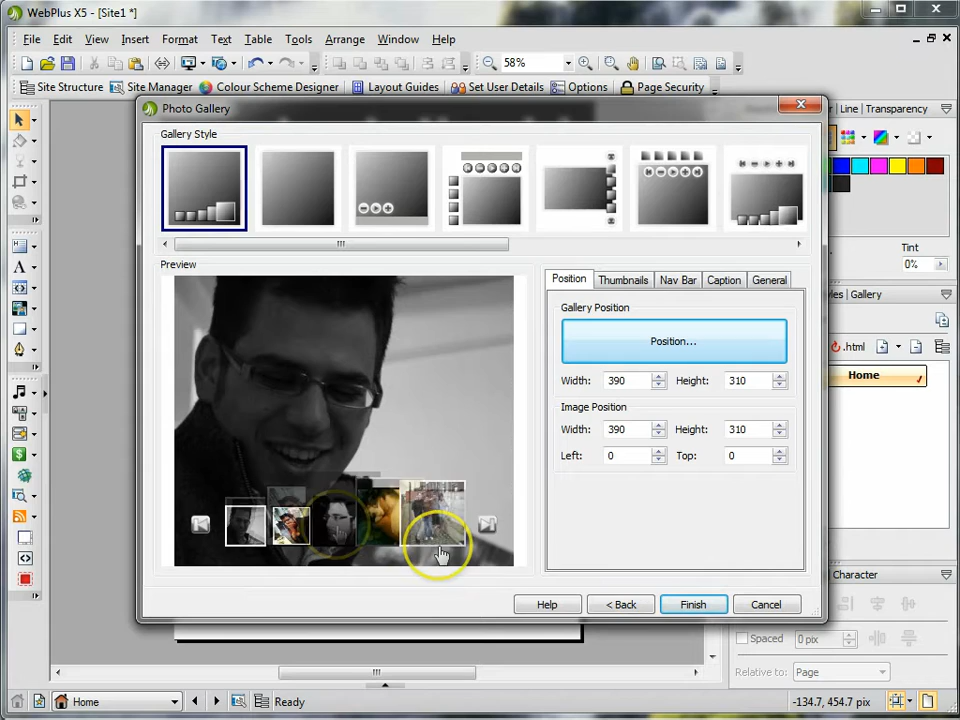 WebPlus X5 - [Site1 *]
File Edit View Insert Format Text Table Tools Arrange Window Help
58%
Site Structure Site Manager Colour Scheme Designer Layout Guides Set User Details Options Page Security
Photo Gallery
Line Transparency
Gallery Style
Tint
0%
Preview
Position Thumbnails Nav Bar Caption General
Gallery
Gallery Position
Position...
.html
Width: 390 Height: 310
Home
Image Position
Width: 390 Height: 310
Left: 0 Top: 0
Character
Help < Back Finish Cancel
Spaced 0 pix
Relative to: Page
Home Ready -134.7, 454.7 pix